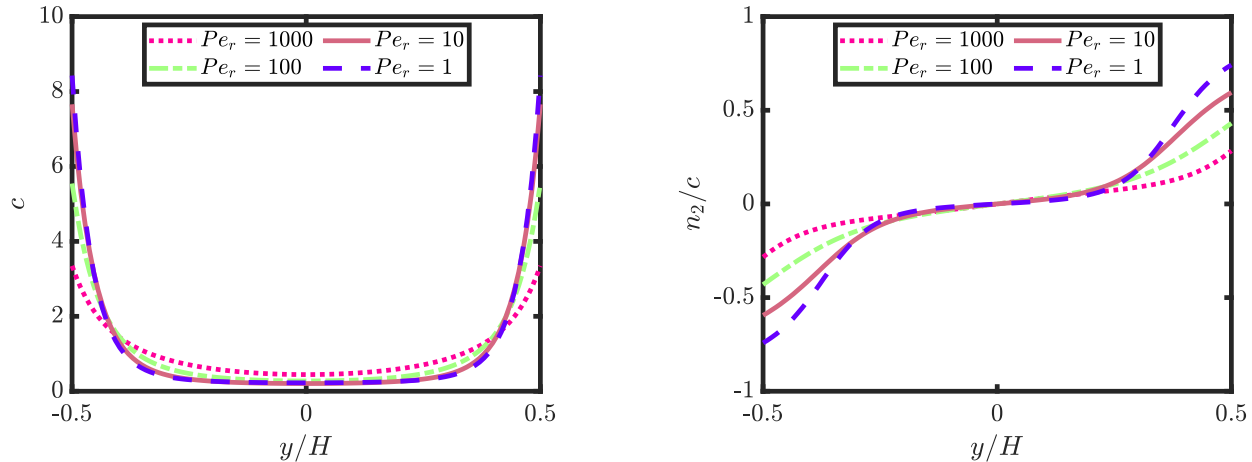 10
8
6
4
2
0
c
-0.5
0
0.5
y/H
Pe_r = 1000
Pe_r = 10
Pe_r = 100
Pe_r = 1
1
0.5
0
-0.5
-1
n_2/c
-0.5
0
0.5
y/H
Pe_r = 1000
Pe_r = 10
Pe_r = 100
Pe_r = 1